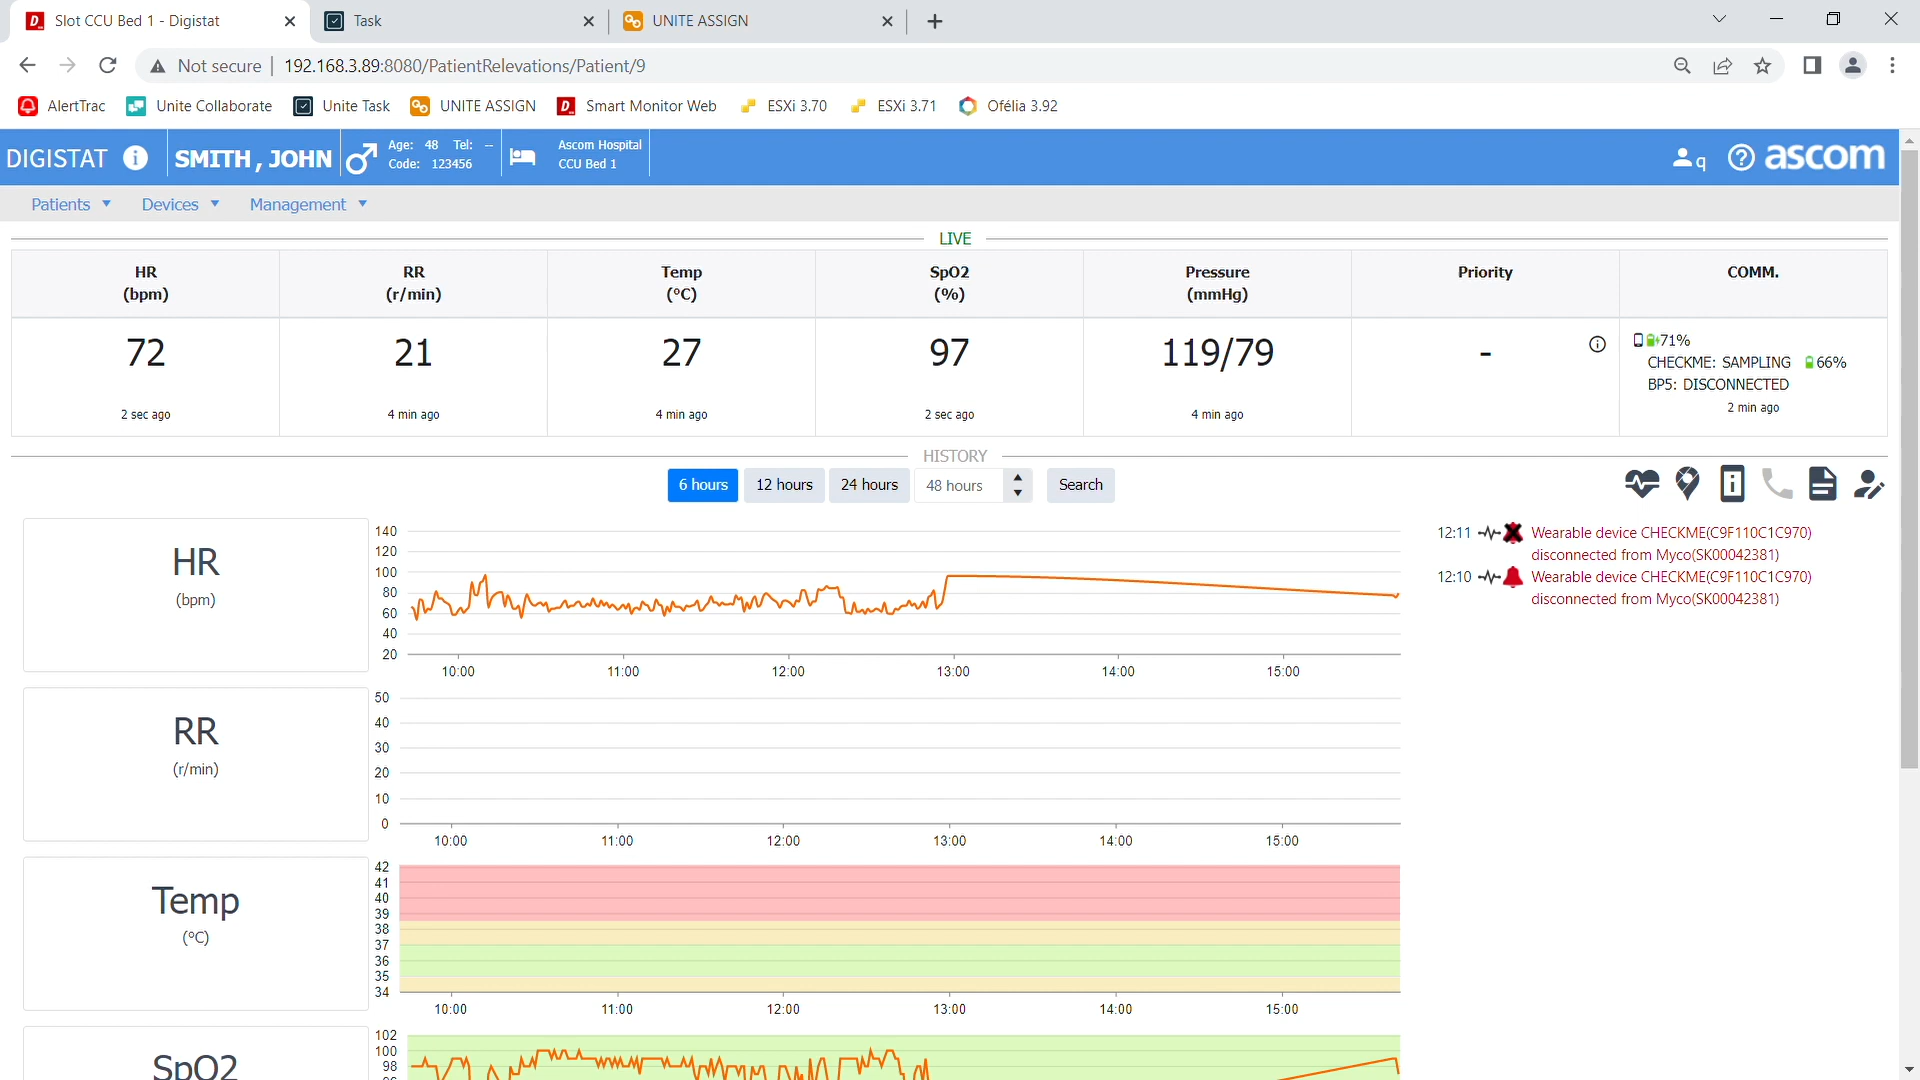 Slot CCU Bed 1 - Digistat
Task
UNITE ASSIGN
Not secure
192.168.3.89:8080/PatientRelevations/Patient/9
AlertTrac
Unite Collaborate
Unite Task
UNITE ASSIGN
Smart Monitor Web
ESXi 3.70
ESXi 3.71
Ofélia 3.92
DIGISTAT
SMITH, JOHN
Age: 48 Tel: --
Code: 123456
Ascom Hospital
CCU Bed 1
q
ascom
Patients
Devices
Management
LIVE
HR
(bpm)
RR
(r/min)
Temp
(°C)
SpO2
(%)
Pressure
(mmHg)
Priority
COMM.
72
21
27
97
119/79
-
71%
CHECKME: SAMPLING 66%
BP5: DISCONNECTED
2 min ago
2 sec ago
4 min ago
4 min ago
2 sec ago
4 min ago
HISTORY
6 hours
12 hours
24 hours
48 hours
Search
HR
(bpm)
140
120
100
80
60
40
20
10:00 11:00 12:00 13:00 14:00 15:00
12:11 Wearable device CHECKME(C9F110C1C970)
disconnected from Myco(SK00042381)
12:10 Wearable device CHECKME(C9F110C1C970)
disconnected from Myco(SK00042381)
RR
(r/min)
50
40
30
20
10
0
10:00 11:00 12:00 13:00 14:00 15:00
Temp
(°C)
42
41
40
39
38
37
36
35
34
10:00 11:00 12:00 13:00 14:00 15:00
SpO2
102
100
98